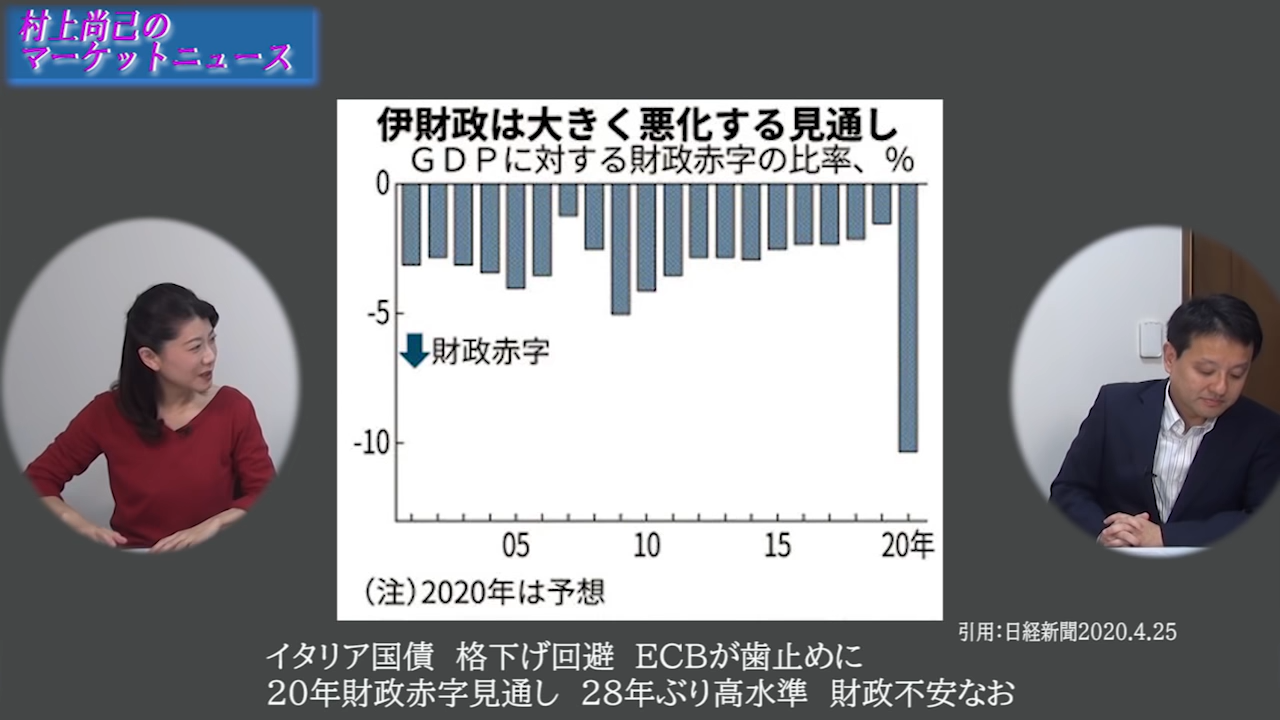 村上尚己の
マーケットニュース
伊財政は大きく悪化する見通し
GDPに対する財政赤字の比率、%
0
-5
財政赤字
-10
05 10 15 20年
(注)2020年は予想
引用:日経新聞2020.4.25
イタリア国債 格下げ回避 ECBが歯止めに
20年財政赤字見通し 28年ぶり高水準 財政不安なお